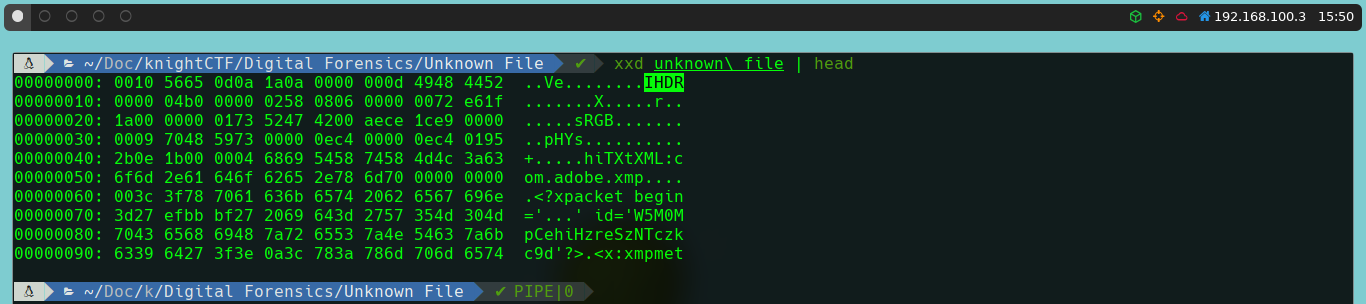 192.168.100.3 15:50
~/Doc/knightCTF/Digital Forensics/Unknown File ✔ xxd unknown\ file | head
00000000: 0010 5665 0d0a 1a0a 0000 000d 4948 4452 ..Ve........IHDR
00000010: 0000 04b0 0000 0258 0806 0000 0072 e61f .......X.....r..
00000020: 1a00 0000 0173 5247 4200 aece 1ce9 0000 .....sRGB.......
00000030: 0009 7048 5973 0000 0ec4 0000 0ec4 0195 ..pHYs..........
00000040: 2b0e 1b00 0004 6869 5458 7458 4d4c 3a63 +.....hiTXtXML:c
00000050: 6f6d 2e61 646f 6265 2e78 6d70 0000 0000 om.adobe.xmp....
00000060: 003c 3f78 7061 636b 6574 2062 6567 696e .<?xpacket begin
00000070: 3d27 efbb bf27 2069 643d 2757 354d 304d ='...' id='W5M0M
00000080: 7043 6568 6948 7a72 6553 7a4e 5463 7a6b pCehiHzreSzNTczk
00000090: 6339 6427 3f3e 0a3c 783a 786d 706d 6574 c9d'?>.<x:xmpmet
~/Doc/k/Digital Forensics/Unknown File ✔ PIPE|0